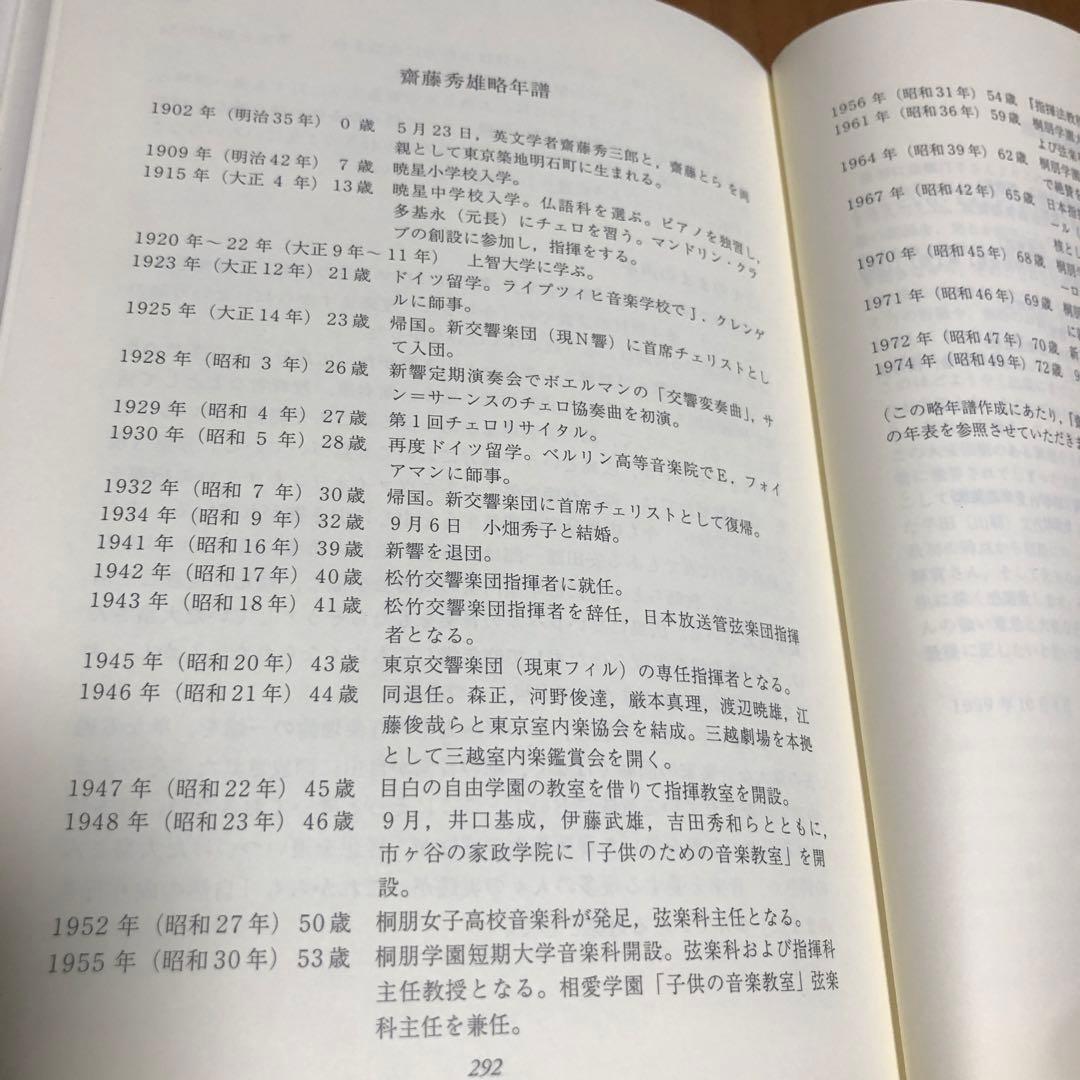 齋藤秀雄略年譜
1902年（明治35年）0歳 5月23日，英文学者齋藤秀三郎と，齋藤とらを両
親として東京築地明石町に生まれる。
1909年（明治42年）7歳 暁星小学校入学。
1915年（大正4年）13歳 暁星中学校入学。仏語科を選ぶ。ピアノを独習し，
多基永（元長）にチェロを習う。マンドリン・クラ
ブの創設に参加し，指揮をする。
1920年～22年（大正9年～11年） 上智大学に学ぶ。
1923年（大正12年）21歳 ドイツ留学。ライプツィヒ音楽学校でJ．クレンゲ
ルに師事。
1925年（大正14年）23歳 帰国。新交響楽団（現N響）に首席チェリストとし
て入団。
1928年（昭和3年）26歳 新響定期演奏会でボエルマンの「交響変奏曲」，サ
ン＝サーンスのチェロ協奏曲を初演。
1929年（昭和4年）27歳 第1回チェロリサイタル。
1930年（昭和5年）28歳 再度ドイツ留学。ベルリン高等音楽院でE．フォイ
アマンに師事。
1932年（昭和7年）30歳 帰国。新交響楽団に首席チェリストとして復帰。
1934年（昭和9年）32歳 9月6日 小畑秀子と結婚。
1941年（昭和16年）39歳 新響を退団。
1942年（昭和17年）40歳 松竹交響楽団指揮者に就任。
1943年（昭和18年）41歳 松竹交響楽団指揮者を辞任，日本放送管弦楽団指揮
者となる。
1945年（昭和20年）43歳 東京交響楽団（現東フィル）の専任指揮者となる。
1946年（昭和21年）44歳 同退任。森正，河野俊達，厳本真理，渡辺暁雄，江
藤俊哉らと東京室内楽協会を結成。三越劇場を本拠
として三越室内楽鑑賞会を開く。
1947年（昭和22年）45歳 目白の自由学園の教室を借りて指揮教室を開設。
1948年（昭和23年）46歳 9月，井口基成，伊藤武雄，吉田秀和らとともに，
市ヶ谷の家政学院に「子供のための音楽教室」を開
設。
1952年（昭和27年）50歳 桐朋女子高校音楽科が発足，弦楽科主任となる。
1955年（昭和30年）53歳 桐朋学園短期大学音楽科開設。弦楽科および指揮科
主任教授となる。相愛学園「子供の音楽教室」弦楽
科主任を兼任。
292
1956年（昭和31年）54歳 『指揮法教
1961年（昭和36年）59歳 桐朋学園
よび弦楽
1964年（昭和39年）62歳 桐朋学園
で絶賛を
1967年（昭和42年）65歳 日本指
ール
核とし
1970年（昭和45年）68歳 桐朋
ーロ
1971年（昭和46年）69歳 桐朋
に
1972年（昭和47年）70歳 新
1974年（昭和49年）72歳
（この略年譜作成にあたり，
の年表を参照させていただき